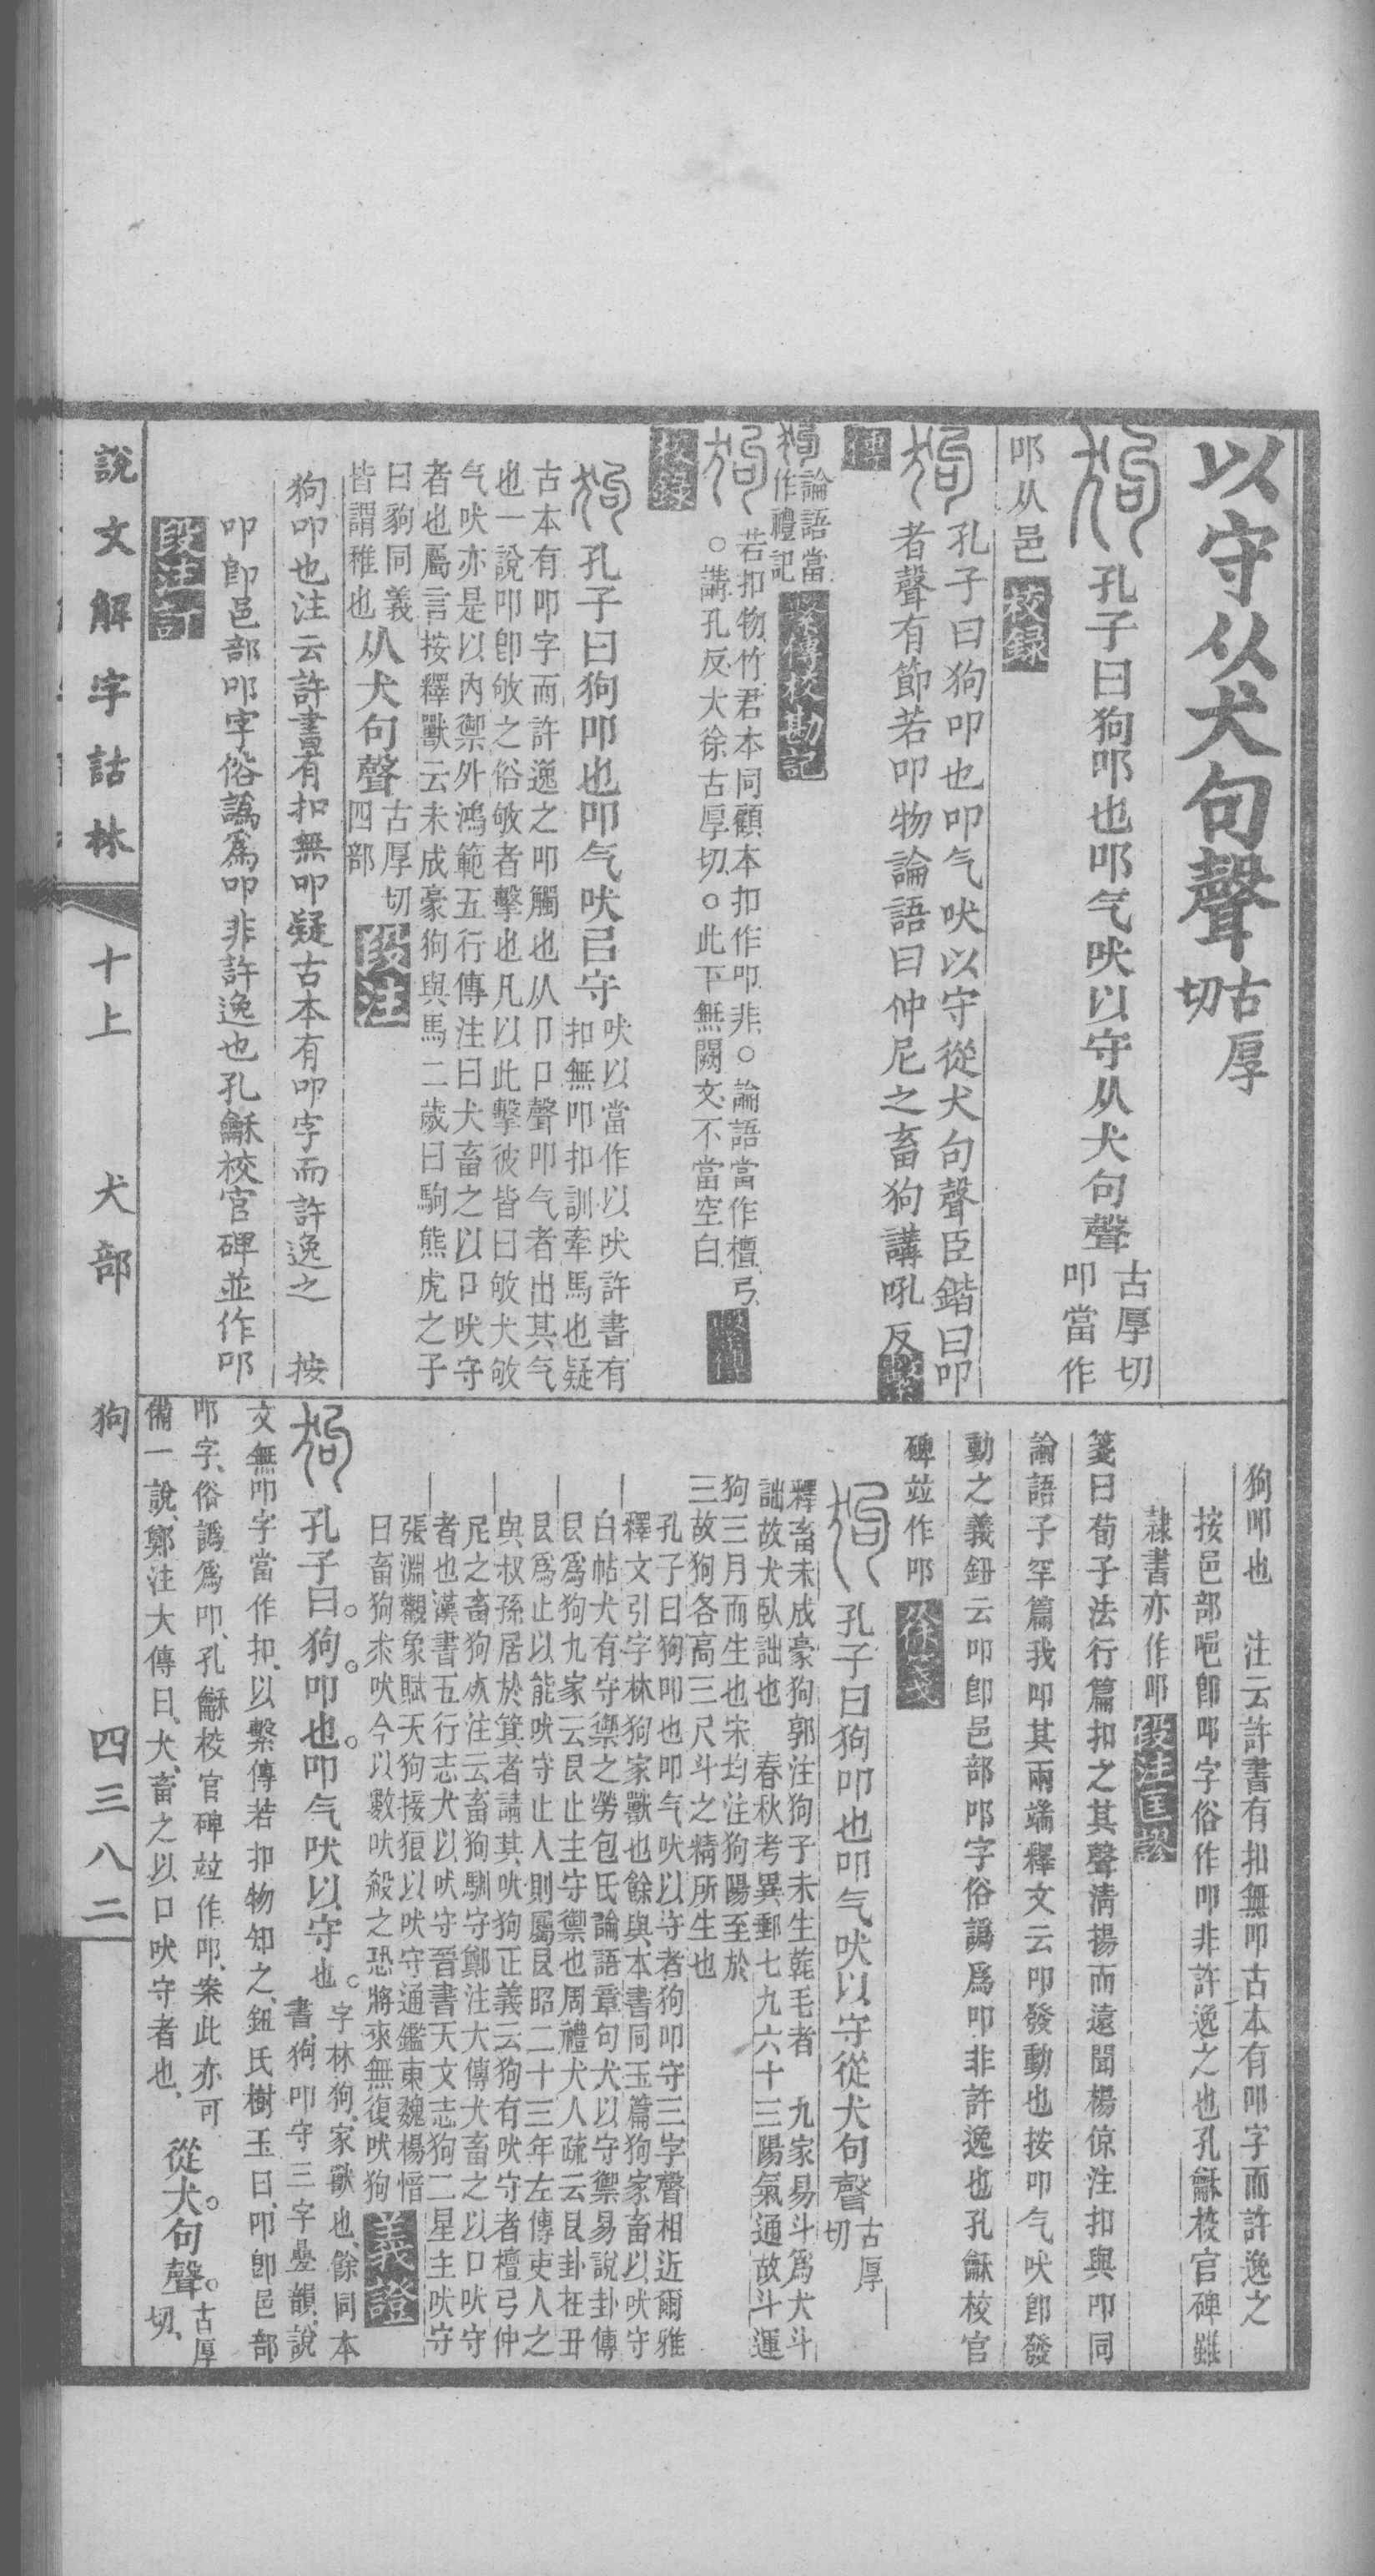 以守从犬句聲古厚切
孔子曰狗叩也叩气吠以守从犬句聲古厚切叩當作
叩从邑 校録
孔子曰狗叩也叩气吠以守從犬句聲臣鍇曰叩
者聲有節若叩物論語曰仲尼之畜狗講吼反
論語當
作禮記 繫傳校勘記
若扣物竹君本同顧本扣作叩非○論語當作檀弓
○講孔反大徐古厚切○此下無闕文不當空白
校録
孔子曰狗叩也叩气吠㠯守吠以當作以吠許書有
扣無叩扣訓牽馬也疑
古本有叩字而許逸之叩觸也从卩口聲叩气者出其气
也一說叩卽敂之俗敂者擊也凡以此擊彼皆曰敂犬敂
气吠亦是以內禦外鴻範五行傳注曰犬畜之以口吠守
者也屬言按釋獸云未成豪狗與馬二歲曰駒熊虎之子
曰豿同義
皆謂稚也从犬句聲古厚切
四部 段注
狗叩也注云許書有扣無叩疑古本有叩字而許逸之 按
叩卽邑部叩字俗譌爲叩非許逸也孔龢校官碑並作叩
段注訂
狗叩也 注云許書有扣無叩古本有叩字而許逸之
按邑部㕐卽叩字俗作叩非許逸之也孔龢校官碑雖
隷書亦作叩 段注匡謬
箋曰荀子法行篇扣之其聲淸揚而遠聞楊倞注扣與叩同
論語子罕篇我叩其兩端釋文云叩發動也按叩气吠卽發
動之義鈕云叩卽邑部叩字俗譌爲叩非許逸也孔龢校官
碑竝作叩 徐箋
孔子曰狗叩也叩气吠以守從犬句聲古厚切
釋畜未成豪狗郭注狗子未生𠦝毛者 九家易斗爲犬斗
詘故犬臥詘也 春秋考異郵七九六十三陽氣通故斗運
狗三月而生也宋均注狗陽至於
三故狗各高三尺斗之精所生也
孔子曰狗叩也叩气吠以守者狗叩守三字聲相近爾雅
釋文引字林狗家獸也餘與本書同玉篇狗家畜以吠守
白帖犬有守禦之勞包氏論語章句犬以守禦易說卦傳
艮爲狗九家云艮止主守禦也周禮犬人疏云艮卦在丑
艮爲止以能吠守止人則屬艮昭二十三年左傳吏人之
與叔孫居於箕者請其吠狗正義云狗有吠守者檀弓仲
尼之畜狗𣦸注云畜狗馴守鄭注大傳犬畜之以口吠守
者也漢書五行志犬以吠守晉書天文志狗二星主吠守
張淵觀象賦天狗接狼以吠守通鑑東魏楊愔
曰畜狗求吠今以數吠殺之恐將來無復吠狗 義證
孔子曰。狗。叩也。叩气吠以守也。字林狗、家獸也、餘同本
書、狗叩守三字疊韻、說
文無叩字當作扣、以繫傳若扣物知之、鈕氏樹玉曰、叩卽邑部
叩字、俗譌爲叩、孔龢校官碑竝作叩、案此亦可
備一說、鄭注大傳曰、犬、畜之以口吠守者也、從犬。句聲。古厚
切、
說文解字詁林 十上 犬部 狗 四三八二